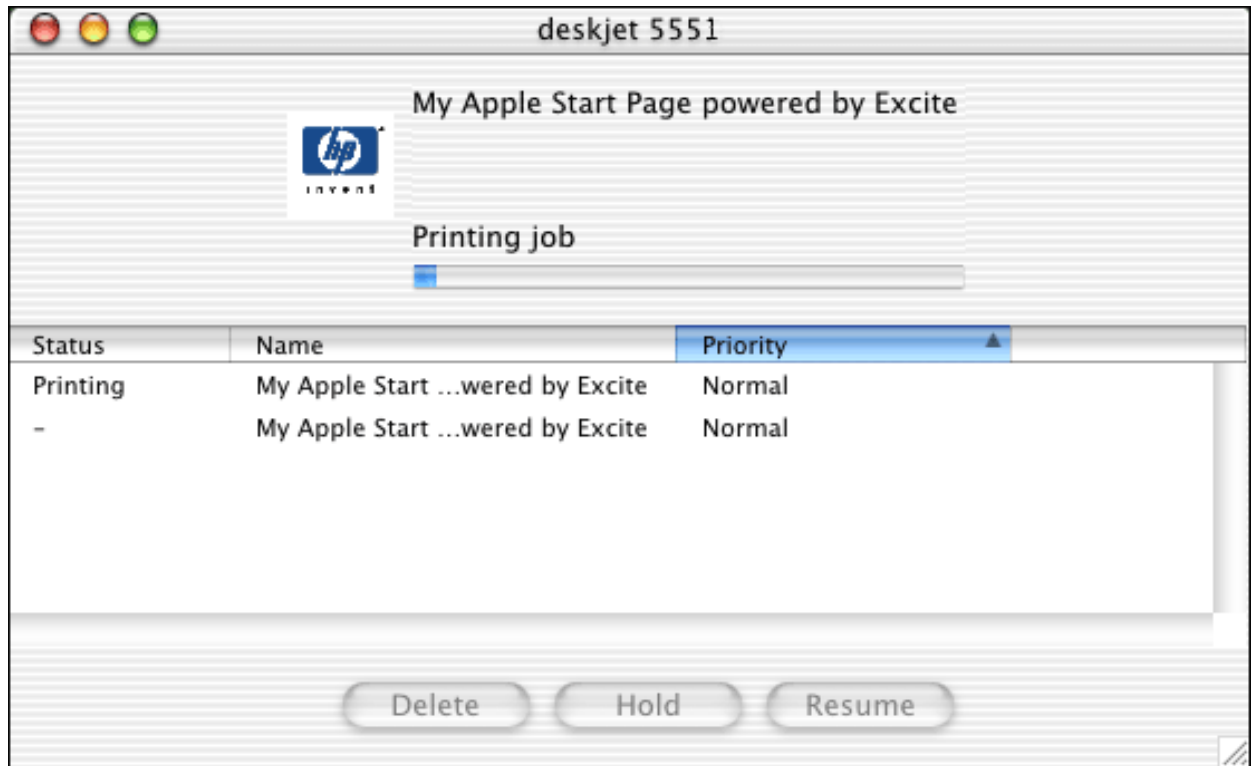 deskjet 5551
My Apple Start Page powered by Excite
hp
invent
Printing job
Status Name Priority
Printing My Apple Start ...wered by Excite Normal
- My Apple Start ...wered by Excite Normal
Delete Hold Resume